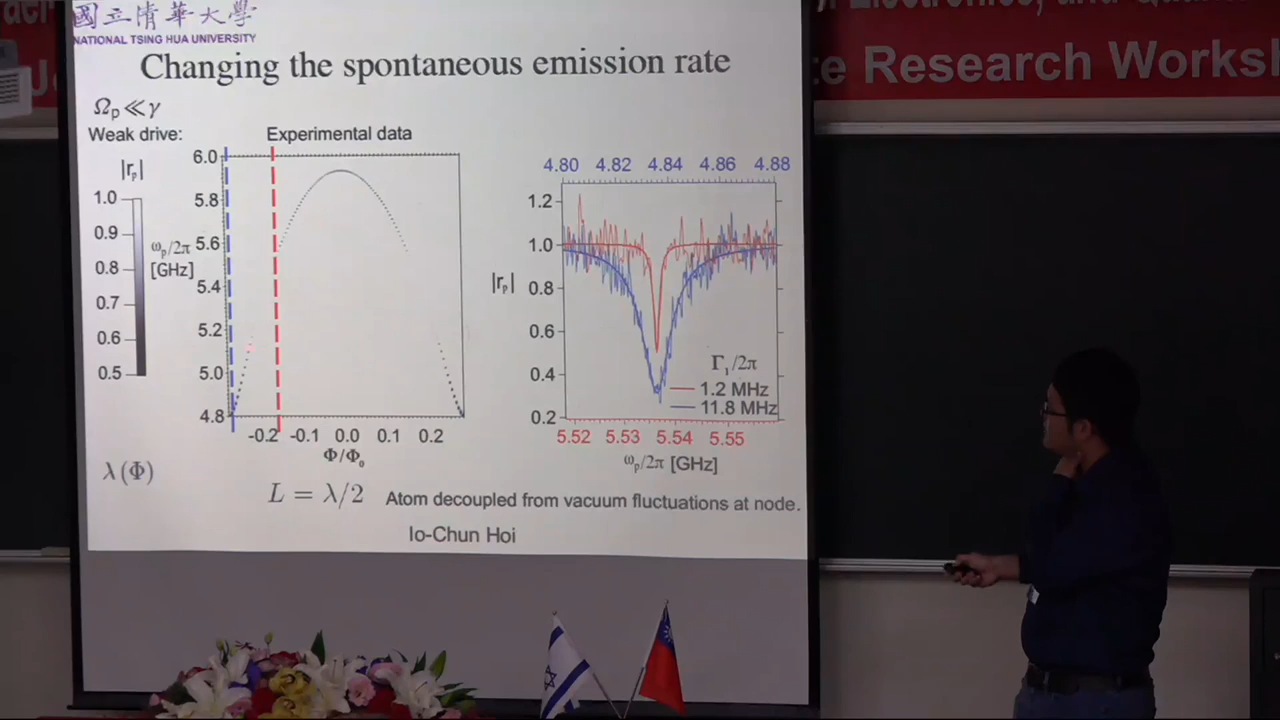 國立清華大學
NATIONAL TSING HUA UNIVERSITY
Electronics, and
te Research Works
Changing the spontaneous emission rate
Ωp ≪ γ
Weak drive:
Experimental data
|rp|
1.0
0.9
0.8
0.7
0.6
0.5
ωp/2π
[GHz]
6.0
5.8
5.6
5.4
5.2
5.0
4.8
-0.2 -0.1 0.0 0.1 0.2
Φ/Φ0
4.80 4.82 4.84 4.86 4.88
|rp|
1.2
1.0
0.8
0.6
0.4
0.2
Γ1/2π
1.2 MHz
11.8 MHz
5.52 5.53 5.54 5.55
ωp/2π [GHz]
λ(Φ)
L = λ/2 Atom decoupled from vacuum fluctuations at node.
Io-Chun Hoi